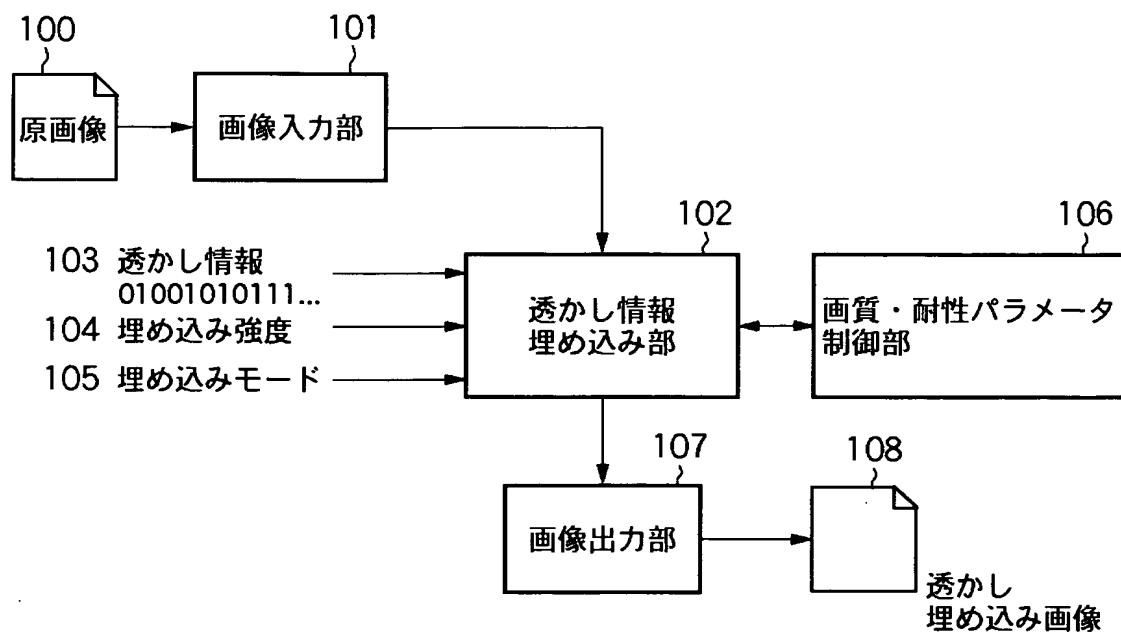 100
101
原画像
画像入力部
102
106
103 透かし情報
01001010111...
104 埋め込み強度
105 埋め込みモード
透かし情報
埋め込み部
画質・耐性パラメータ
制御部
107
108
画像出力部
透かし
埋め込み画像